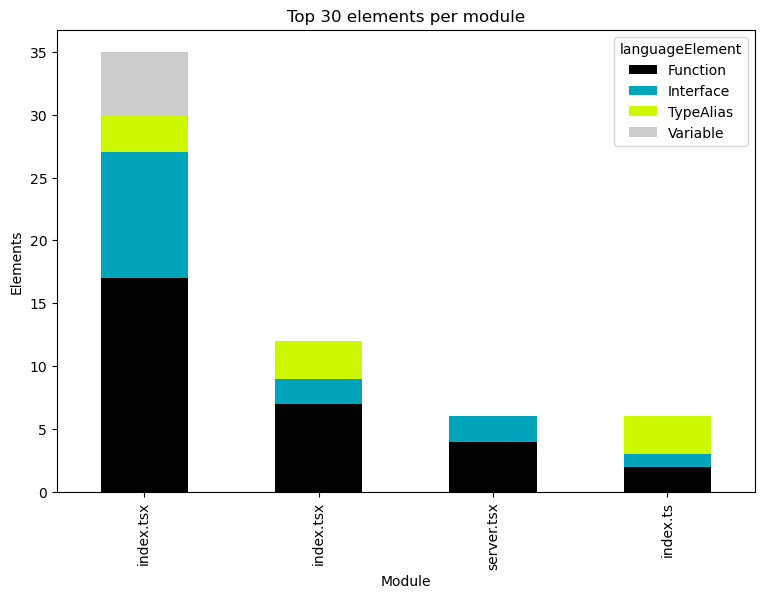 Top 30 elements per module
languageElement
Function
Interface
TypeAlias
Variable
Elements
35
30
25
20
15
10
5
0
index.tsx
index.tsx
server.tsx
index.ts
Module